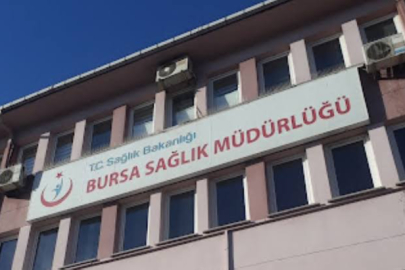 T.C. Sağlık Bakanlığı
BURSA SAĞLIK MÜDÜRLÜĞÜ